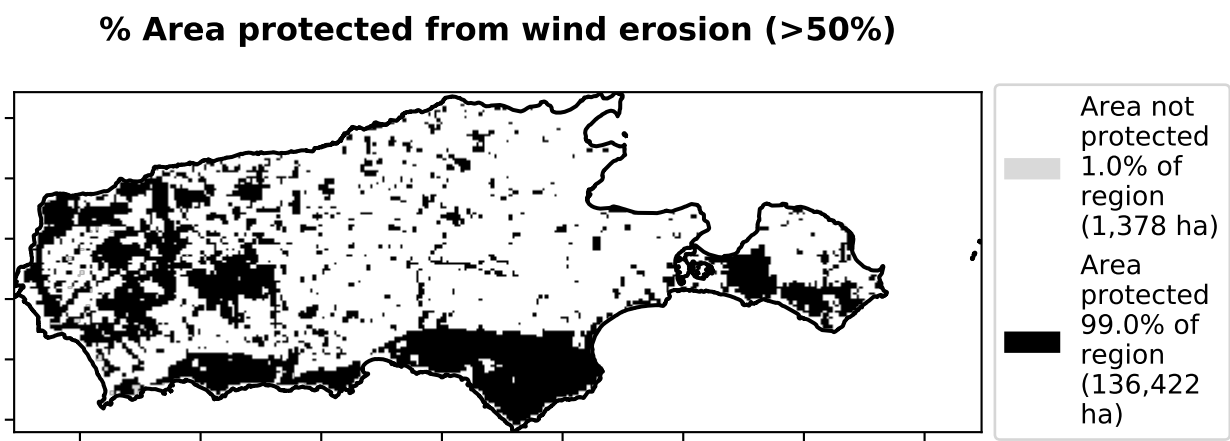 % Area protected from wind erosion (>50%)
Area not
protected
1.0% of
region
(1,378 ha)
Area
protected
99.0% of
region
(136,422
ha)